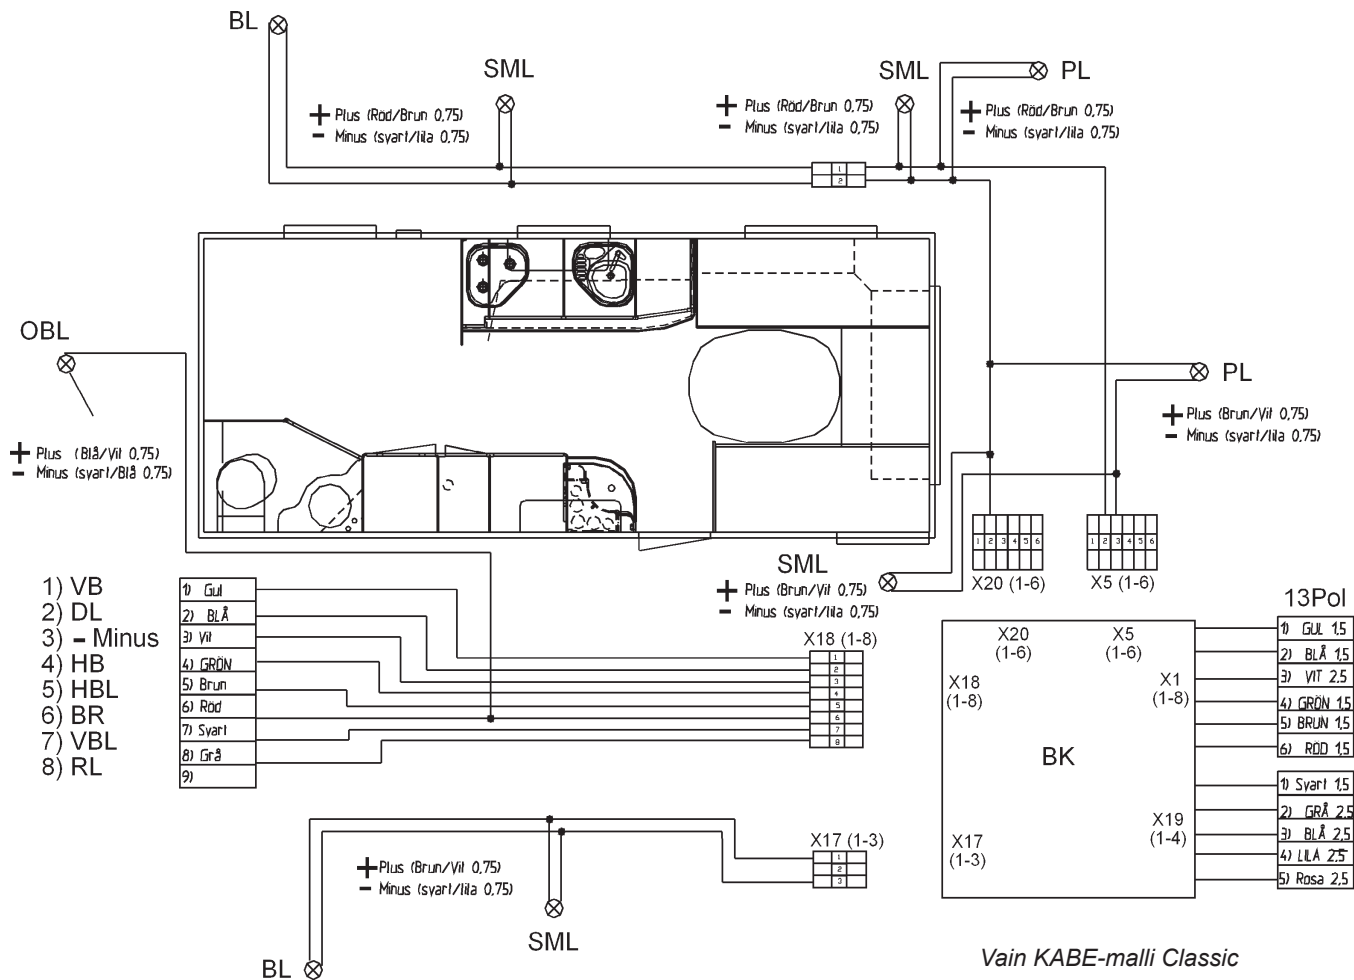 BL
SML
SML
PL
+ Plus (Röd/Brun 0,75)
- Minus (svart/lila 0,75)
+ Plus (Röd/Brun 0,75)
- Minus (svart/lila 0,75)
+ Plus (Röd/Brun 0,75)
- Minus (svart/lila 0,75)
1
2
OBL
+ Plus (Blå/Vit 0,75)
- Minus (svart/Blå 0,75)
PL
+ Plus (Brun/Vit 0,75)
- Minus (svart/lila 0,75)
1 2 3 4 5 6
X20 (1-6)
1 2 3 4 5 6
X5 (1-6)
SML
+ Plus (Brun/Vit 0,75)
- Minus (svart/lila 0,75)
1) VB
2) DL
3) - Minus
4) HB
5) HBL
6) BR
7) VBL
8) RL
1) Gul
2) BLÅ
3) Vit
4) GRÖN
5) Brun
6) Röd
7) Svart
8) Grå
9)
X18 (1-8)
1
2
3
4
5
6
7
8
X20
(1-6)
X5
(1-6)
X18
(1-8)
X1
(1-8)
BK
X17
(1-3)
X19
(1-4)
13Pol
1) GUL 1,5
2) BLÅ 1,5
3) VIT 2,5
4) GRÖN 1,5
5) BRUN 1,5
6) RÖD 1,5
1) Svart 1,5
2) GRÅ 2,5
3) BLÅ 2,5
4) LILA 2,5
5) Rosa 2,5
X17 (1-3)
1
2
3
+ Plus (Brun/Vit 0,75)
- Minus (svart/lila 0,75)
SML
BL
Vain KABE-malli Classic